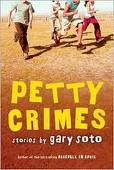 PETTY
CRIMES
stories by gary soto
author of the bestselling BASEBALL IN APRIL